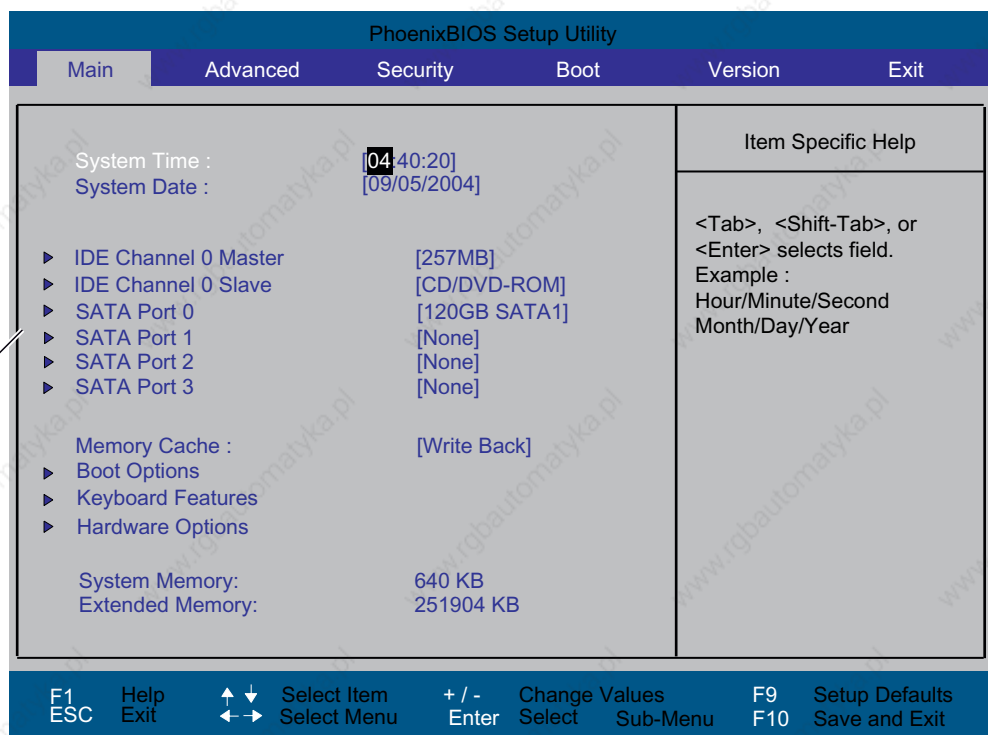 PhoenixBIOS Setup Utility
Main Advanced Security Boot Version Exit
Item Specific Help
System Time : [04:40:20]
System Date : [09/05/2004]
<Tab>, <Shift-Tab>, or
<Enter> selects field.
Example :
Hour/Minute/Second
Month/Day/Year
IDE Channel 0 Master [257MB]
IDE Channel 0 Slave [CD/DVD-ROM]
SATA Port 0 [120GB SATA1]
SATA Port 1 [None]
SATA Port 2 [None]
SATA Port 3 [None]
Memory Cache : [Write Back]
Boot Options
Keyboard Features
Hardware Options
System Memory: 640 KB
Extended Memory: 251904 KB
F1 Help Select Item + / - Change Values F9 Setup Defaults
ESC Exit Select Menu Enter Select Sub-Menu F10 Save and Exit
www.rgbautomatyka.pl